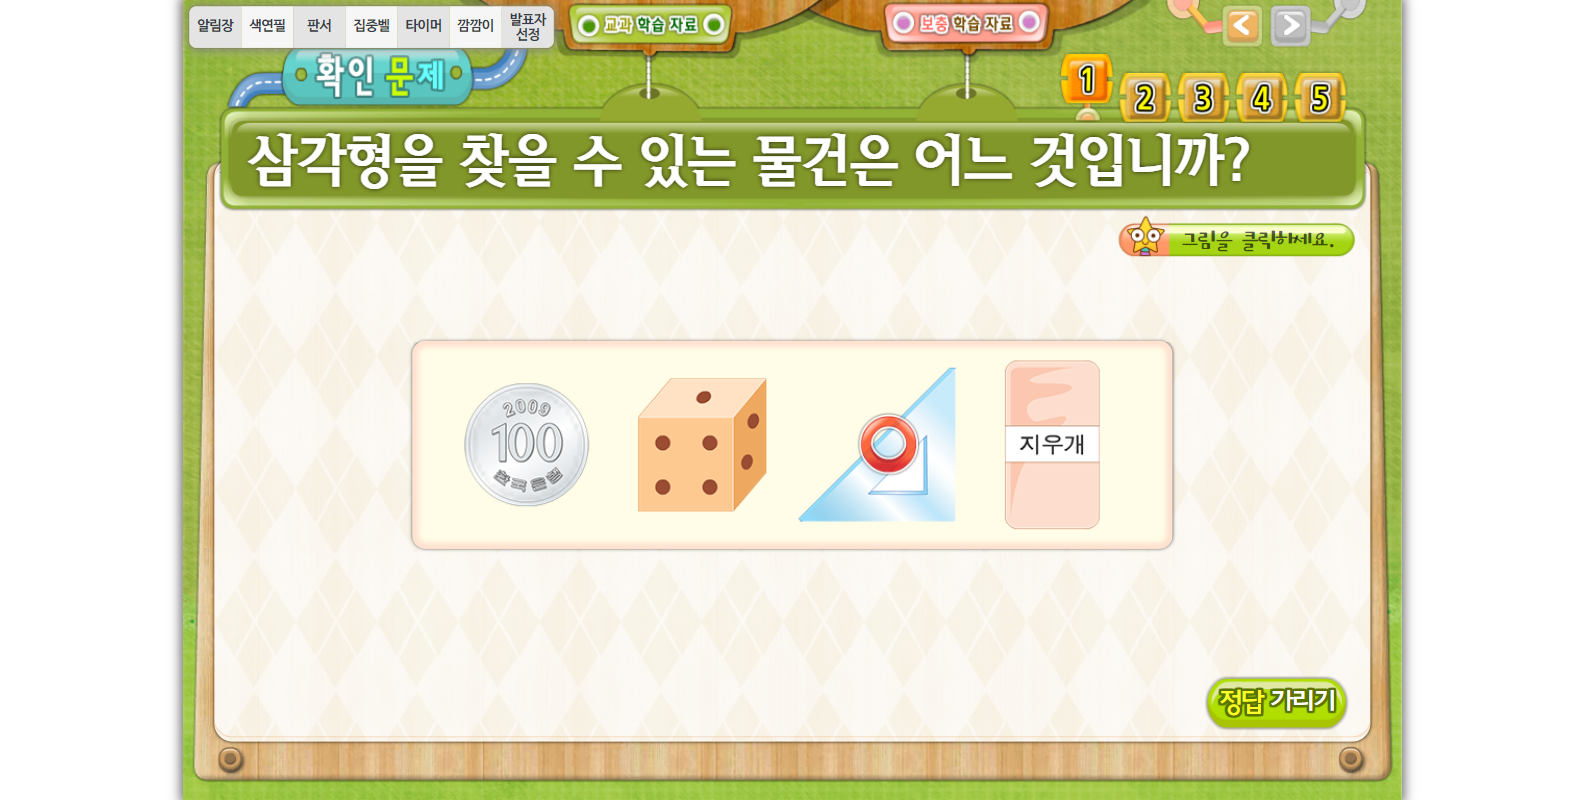 알림장 색연필 판서 집중벨 타이머 깜깜이 발표자
선정
교과 학습 자료
보충 학습 자료
확인 문제
1 2 3 4 5
삼각형을 찾을 수 있는 물건은 어느 것입니까?
그림을 클릭하세요.
2009
100
한국은행
지우개
정답 가리기